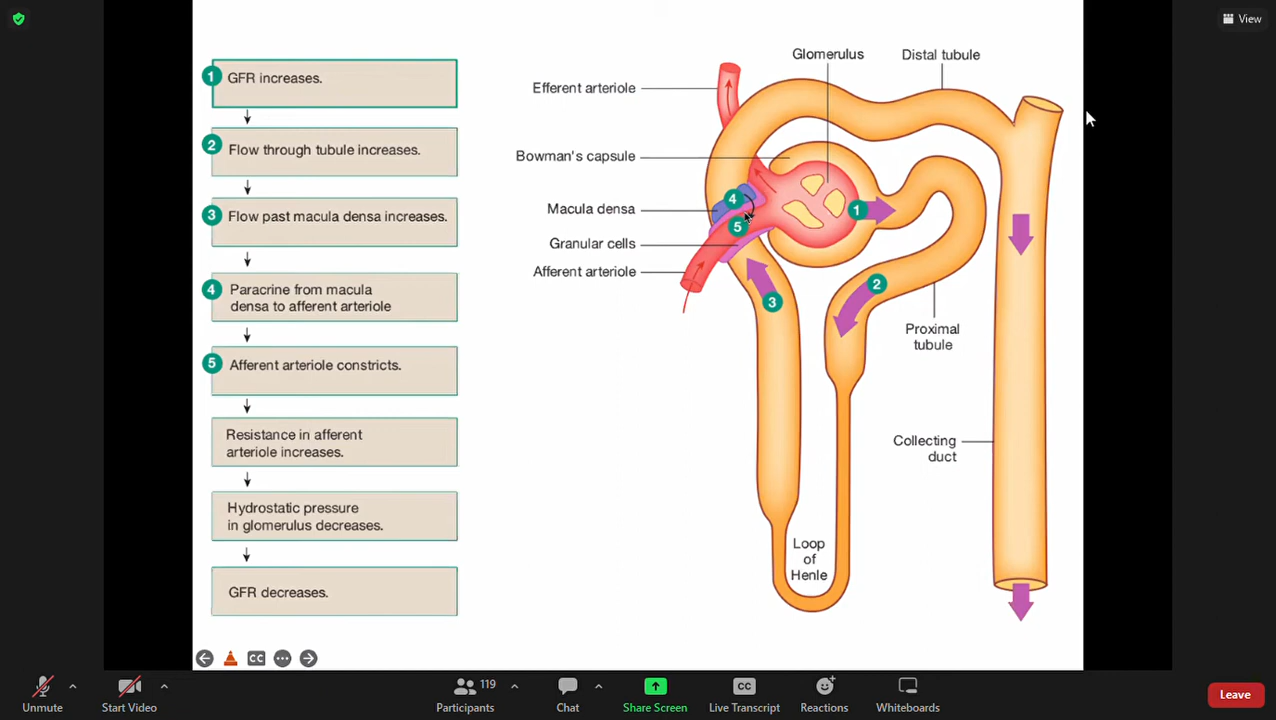 View
1 GFR increases.
2 Flow through tubule increases.
3 Flow past macula densa increases.
4 Paracrine from macula
densa to afferent arteriole
5 Afferent arteriole constricts.
Resistance in afferent
arteriole increases.
Hydrostatic pressure
in glomerulus decreases.
GFR decreases.
Glomerulus
Distal tubule
Efferent arteriole
Bowman's capsule
Macula densa
Granular cells
Afferent arteriole
4
5
1
2
3
Proximal
tubule
Collecting
duct
Loop
of
Henle
CC
Unmute
Start Video
119
Participants
Chat
Share Screen
CC
Live Transcript
Reactions
Whiteboards
Leave